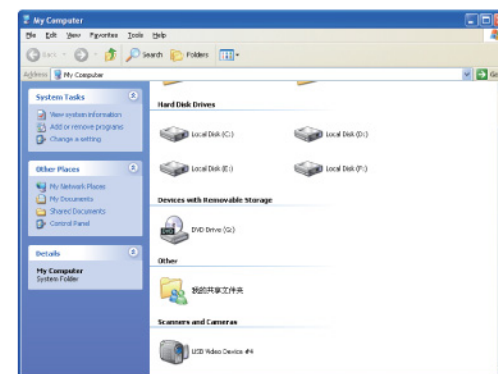 My Computer
File Edit View Favorites Tools Help
Back Search Folders
Address My Computer Go
System Tasks
View system information
Add or remove programs
Change a setting
Other Places
My Network Places
My Documents
Shared Documents
Control Panel
Details
My Computer
System Folder
Hard Disk Drives
Local Disk (C:) Local Disk (D:)
Local Disk (E:) Local Disk (F:)
Devices with Removable Storage
DVD Drive (G:)
Other
我的共享文件夹
Scanners and Cameras
USB Video Device #4